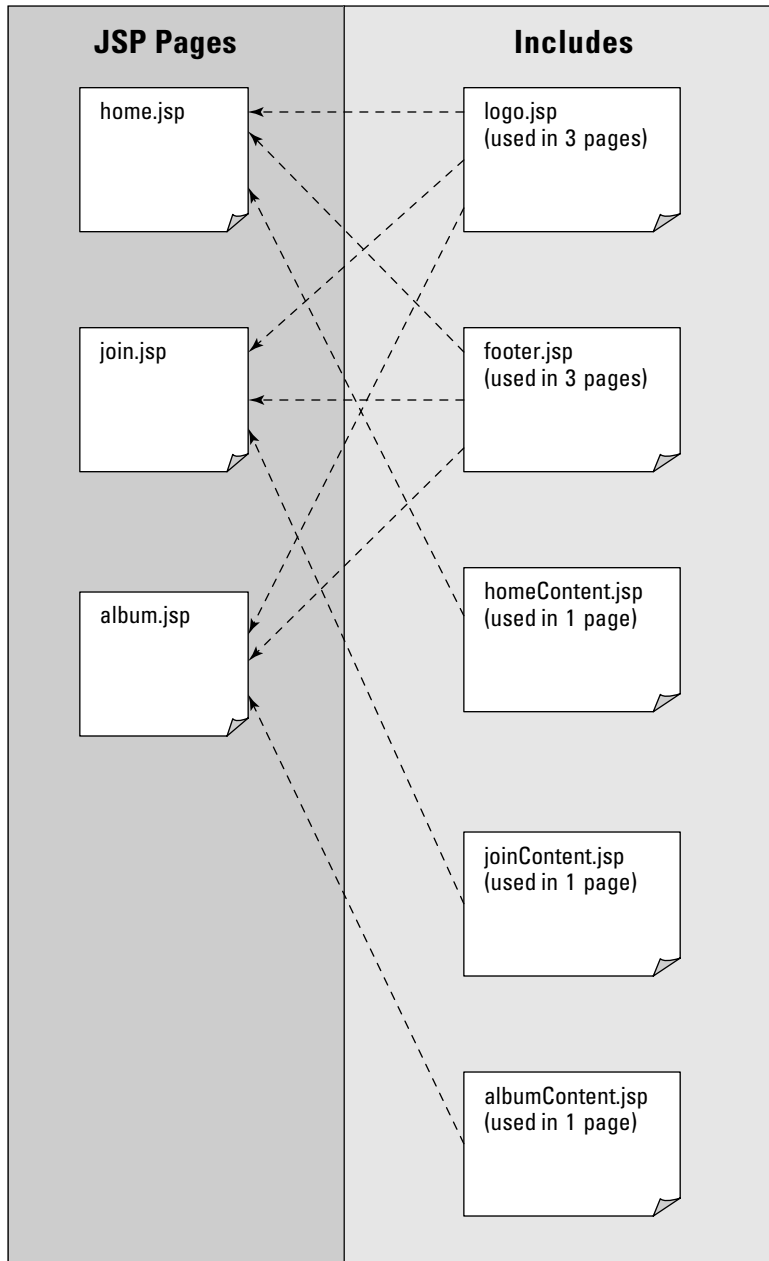 JSP Pages
home.jsp
join.jsp
album.jsp
Includes
logo.jsp
(used in 3 pages)
footer.jsp
(used in 3 pages)
homeContent.jsp
(used in 1 page)
joinContent.jsp
(used in 1 page)
albumContent.jsp
(used in 1 page)